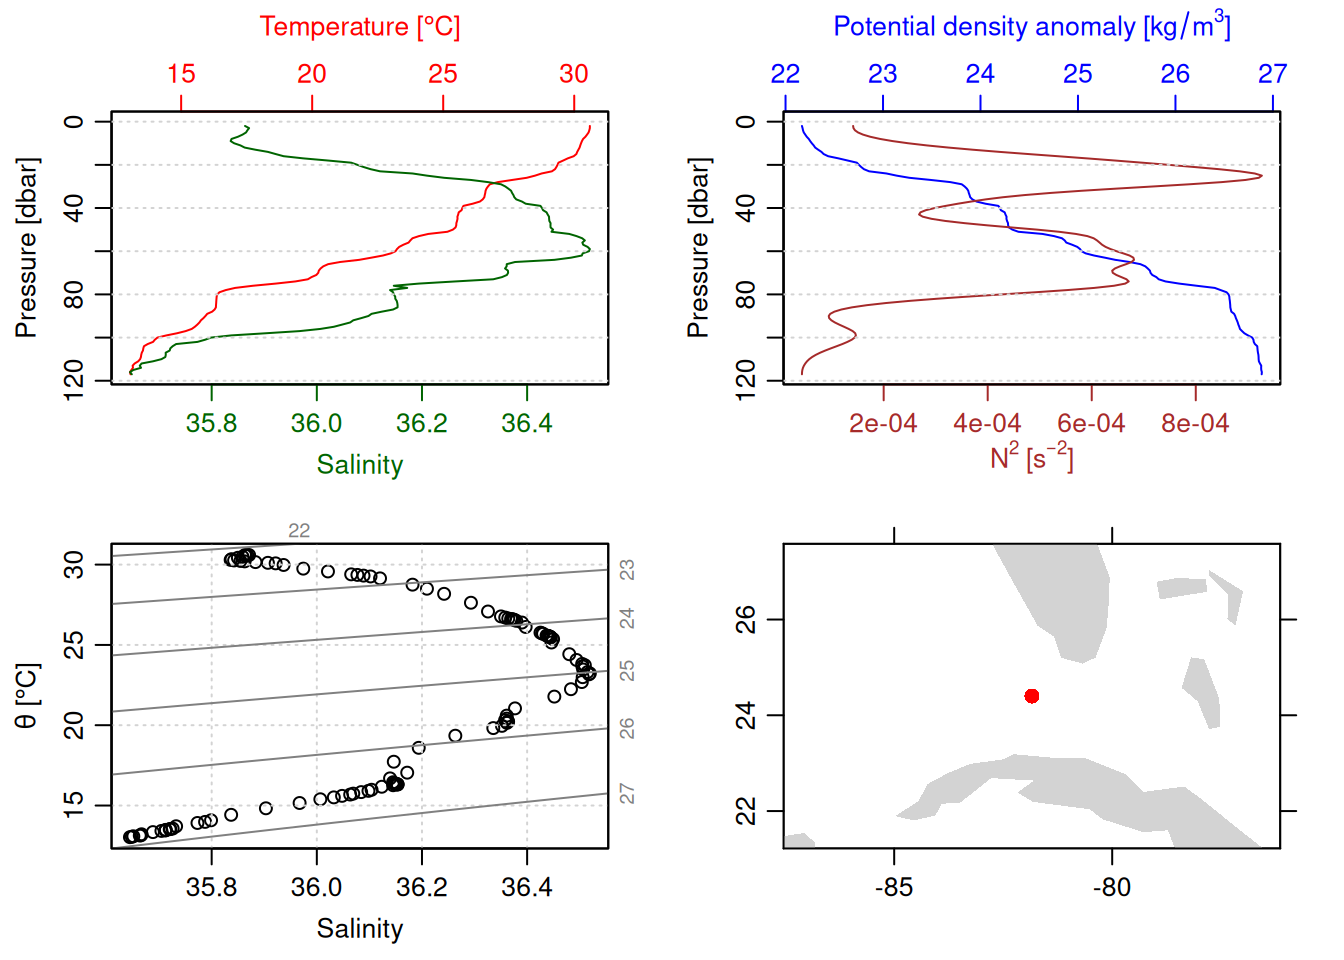 Temperature [°C]
15 20 25 30
Pressure [dbar]
0
40
80
120
35.8 36.0 36.2 36.4
Salinity
Potential density anomaly [kg/m³]
22 23 24 25 26 27
Pressure [dbar]
0
40
80
120
2e-04 4e-04 6e-04 8e-04
N² [s⁻²]
22
θ [°C]
30
25
20
15
23
24
25
26
27
35.8 36.0 36.2 36.4
Salinity
26
24
22
-85 -80